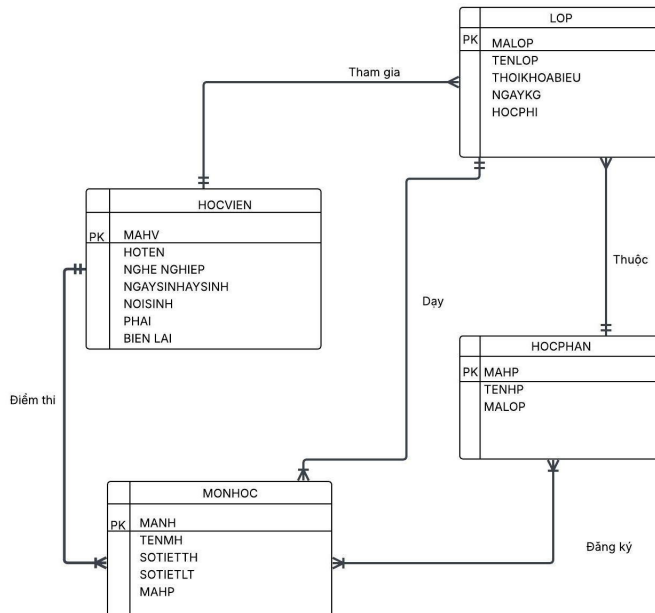 LOP
PK MALOP
TENLOP
THOIKHOABIEU
NGAYKG
HOCPHI
Tham gia
HOCVIEN
PK MAHV
HOTEN
NGHE NGHIEP
NGAYSINHAYSINH
NOISINH
PHAI
BIEN LAI
Thuộc
Dạy
HOCPHAN
PK MAHP
TENHP
MALOP
Điểm thi
MONHOC
PK MANH
TENMH
SOTIETTH
SOTIETLT
MAHP
Đăng ký